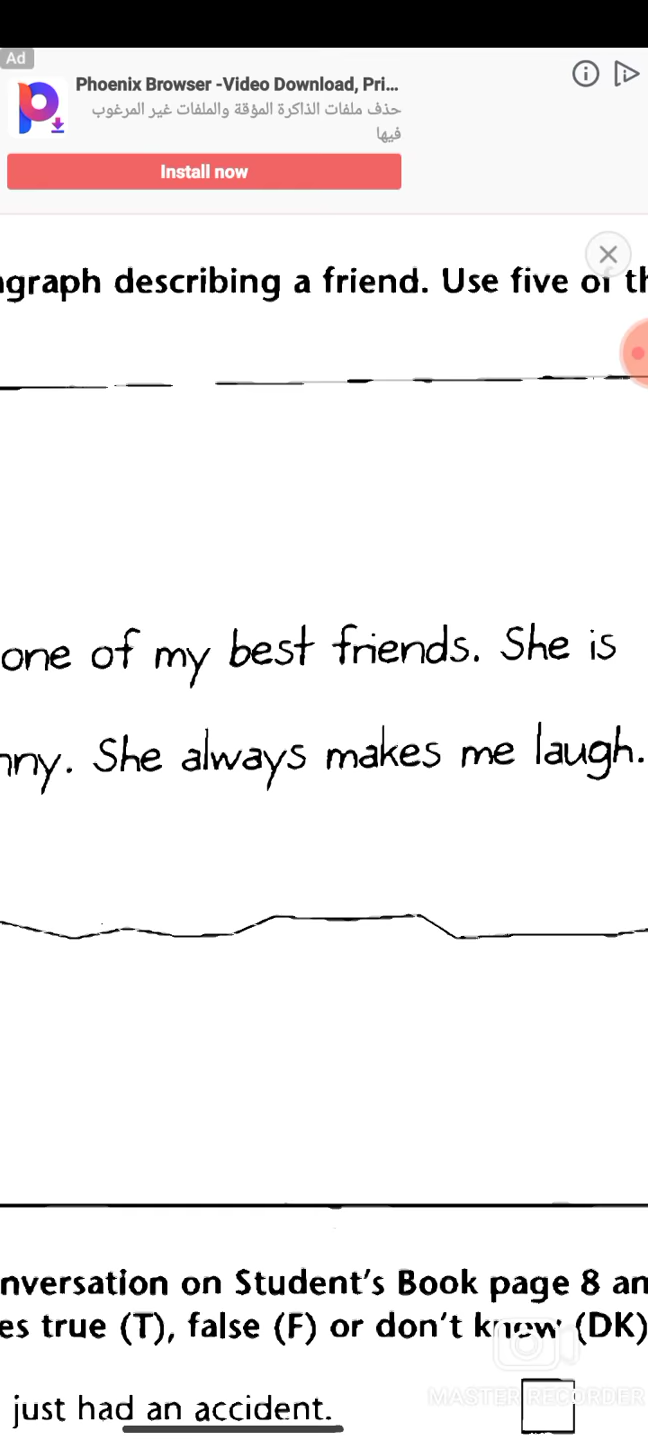 Ad
Phoenix Browser -Video Download, Pri...
حذف ملفات الذاكرة المؤقة والملفات غير المرغوب
فيها
Install now
graph describing a friend. Use five of th
one of my best friends. She is
nny. She always makes me laugh.
nversation on Student's Book page 8 an
es true (T), false (F) or don't know (DK)
just had an accident.
MASTER RECORDER